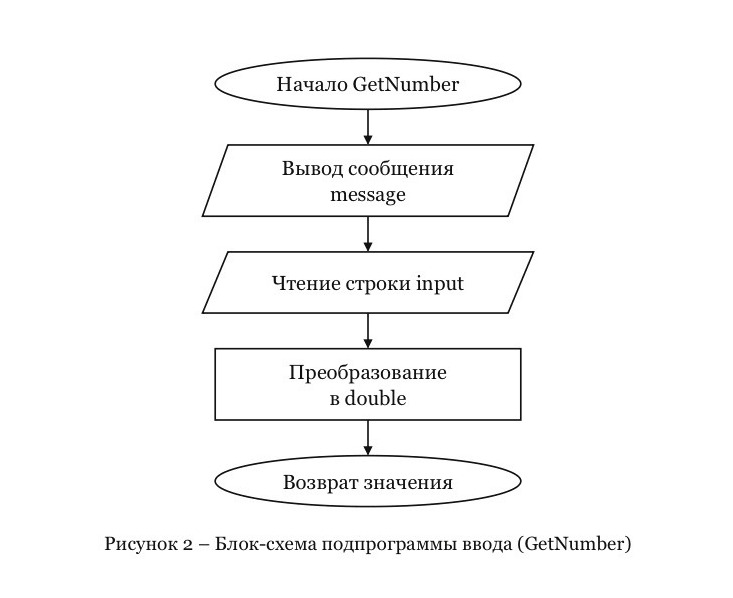 Начало GetNumber
Вывод сообщения
message
Чтение строки input
Преобразование
в double
Возврат значения
Рисунок 2 – Блок-схема подпрограммы ввода (GetNumber)